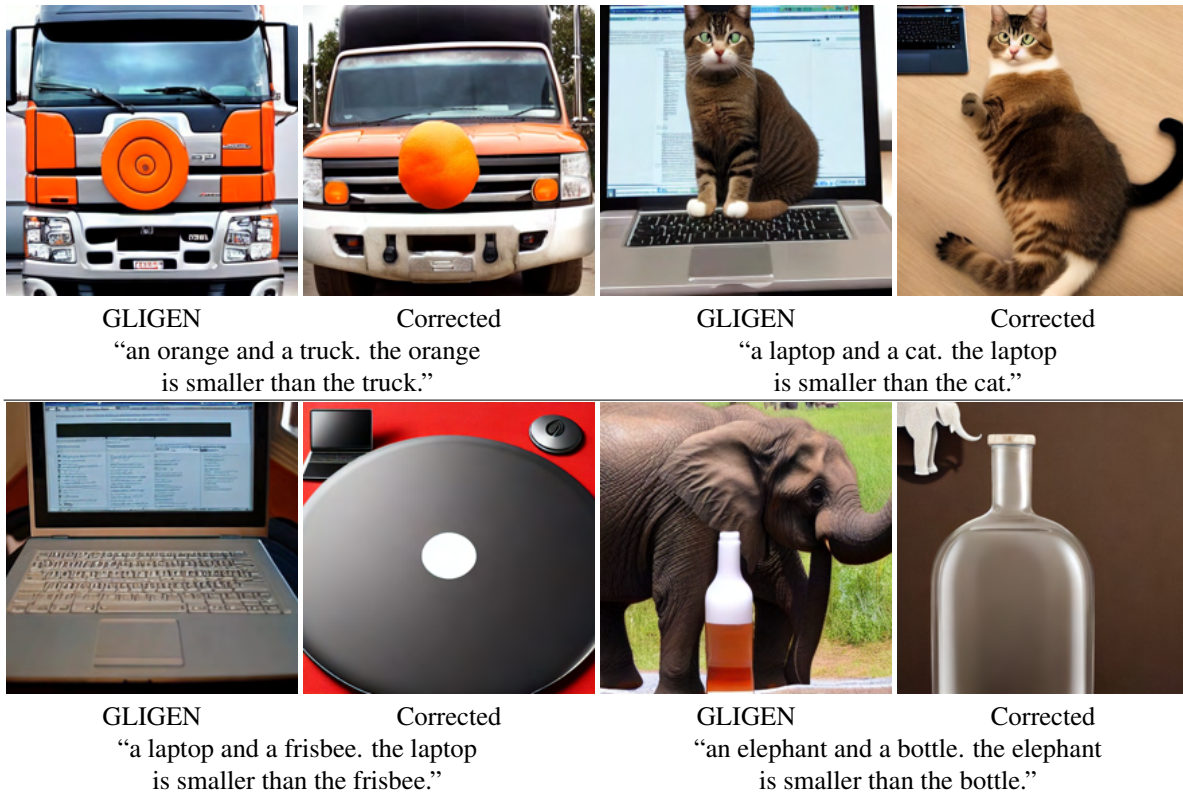 GLIGEN
Corrected
“an orange and a truck. the orange
is smaller than the truck.”
GLIGEN
Corrected
“a laptop and a cat. the laptop
is smaller than the cat.”
GLIGEN
Corrected
“a laptop and a frisbee. the laptop
is smaller than the frisbee.”
GLIGEN
Corrected
“an elephant and a bottle. the elephant
is smaller than the bottle.”